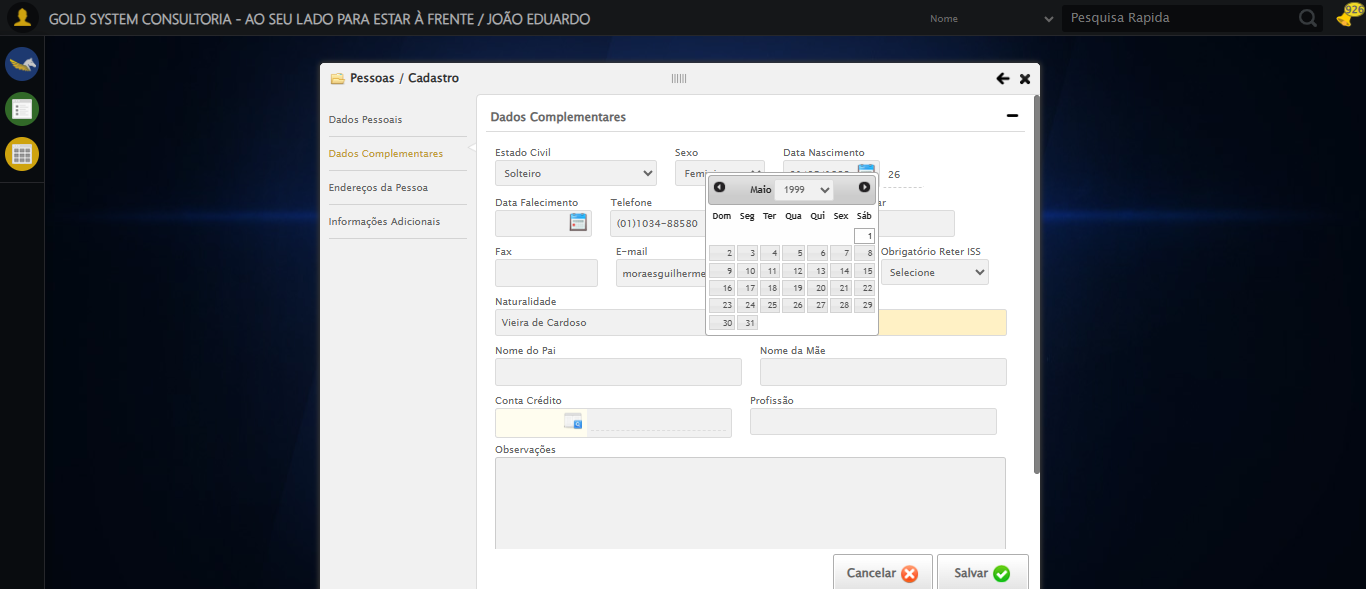 GOLD SYSTEM CONSULTORIA - AO SEU LADO PARA ESTAR À FRENTE / JOÃO EDUARDO
Nome
Pesquisa Rapida
926
Pessoas / Cadastro
Dados Pessoais
Dados Complementares
Endereços da Pessoa
Informações Adicionais
Dados Complementares
Estado Civil
Sexo
Data Nascimento
Solteiro
26
Maio 1999
Dom Seg Ter Qua Qui Sex Sáb
1
2 3 4 5 6 7 8
9 10 11 12 13 14 15
16 17 18 19 20 21 22
23 24 25 26 27 28 29
30 31
Data Falecimento
Telefone
(01)1034-88580
Fax
E-mail
Obrigatório Reter ISS
moraesguilherme
Selecione
Naturalidade
Vieira de Cardoso
Nome do Pai
Nome da Mãe
Conta Crédito
Profissão
Observações
Cancelar
Salvar